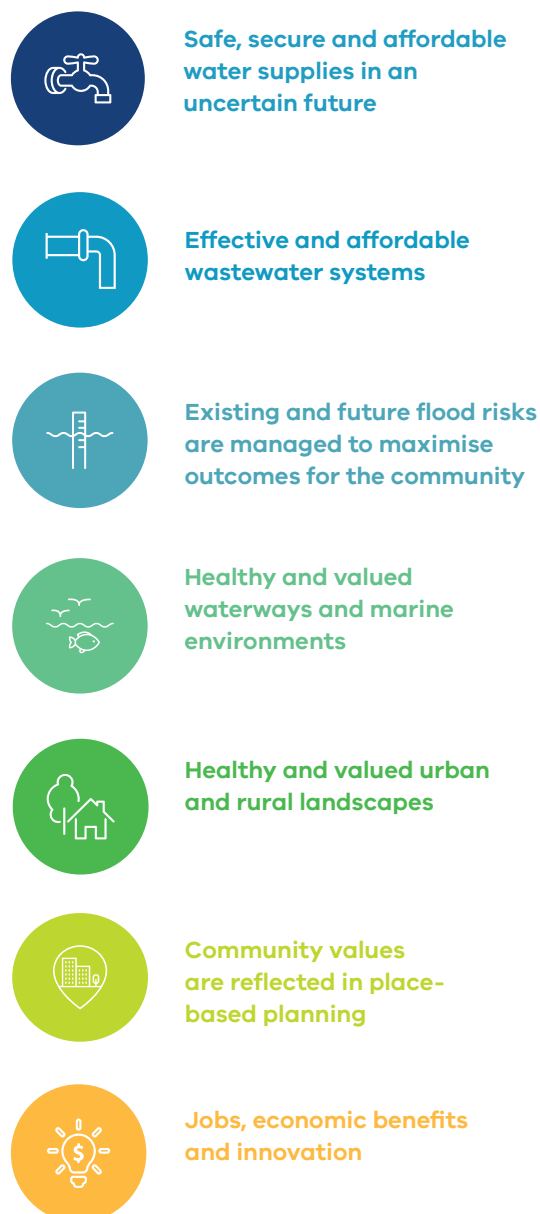 Safe, secure and affordable
water supplies in an
uncertain future
Effective and affordable
wastewater systems
Existing and future flood risks
are managed to maximise
outcomes for the community
Healthy and valued
waterways and marine
environments
Healthy and valued urban
and rural landscapes
Community values
are reflected in place-
based planning
$
Jobs, economic benefits
and innovation